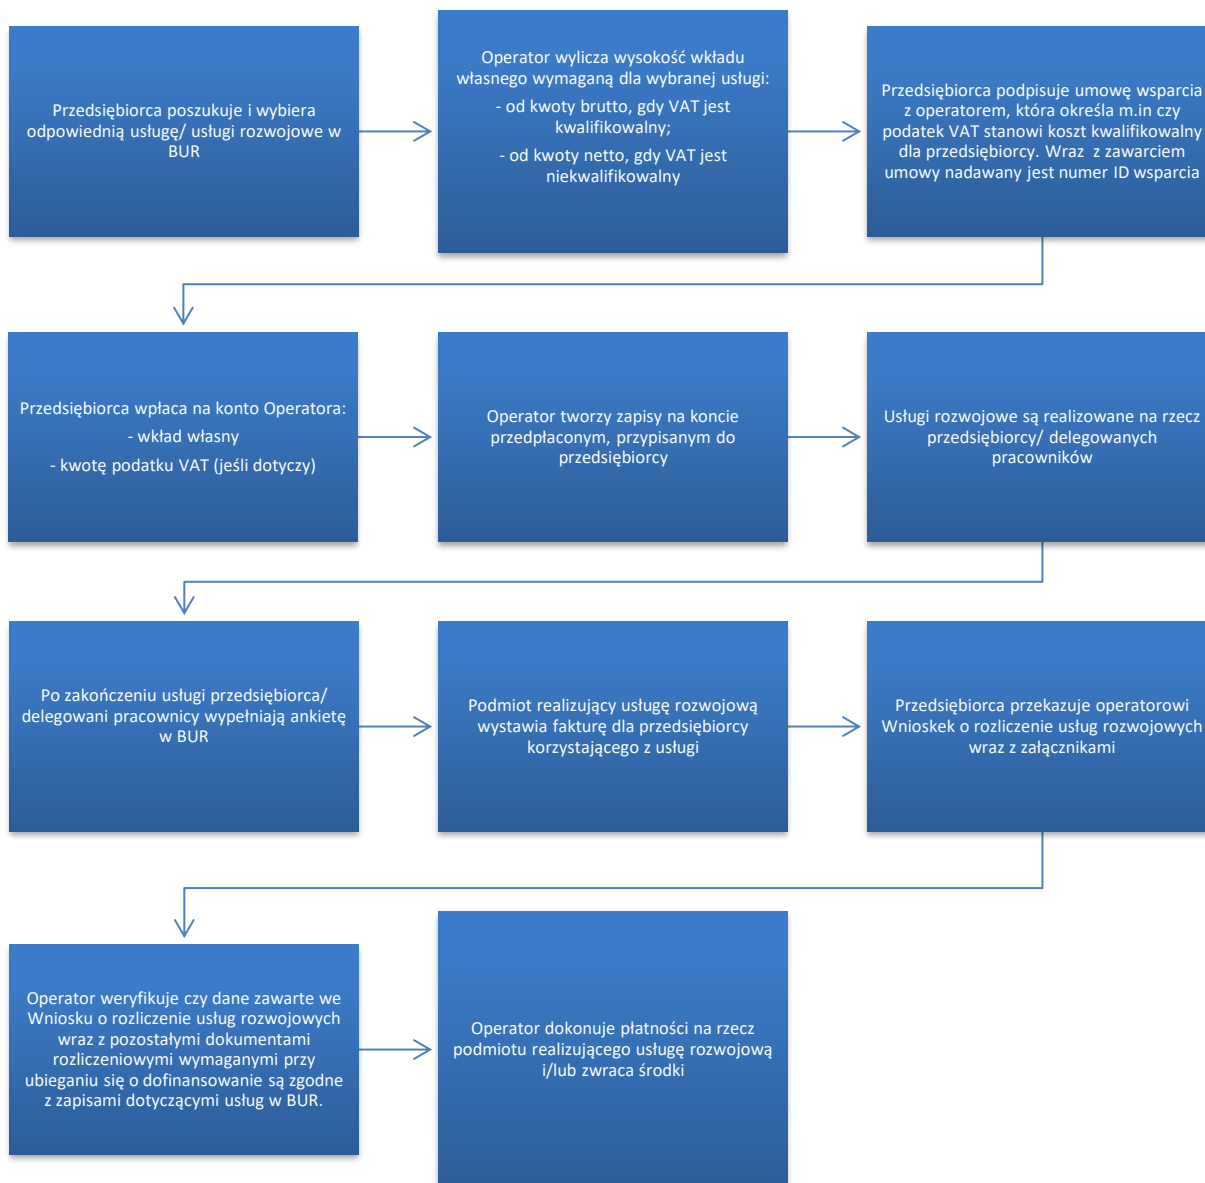 Przedsiębiorca poszukuje i wybiera
odpowiednią usługę/ usługi rozwojowe w
BUR
Operator wylicza wysokość wkładu
własnego wymaganą dla wybranej usługi:
- od kwoty brutto, gdy VAT jest
kwalifikowalny;
- od kwoty netto, gdy VAT jest
niekwalifikowalny
Przedsiębiorca podpisuje umowę wsparcia
z operatorem, która określa m.in czy
podatek VAT stanowi koszt kwalifikowalny
dla przedsiębiorcy. Wraz z zawarciem
umowy nadawany jest numer ID wsparcia
Przedsiębiorca wpłaca na konto Operatora:
- wkład własny
- kwotę podatku VAT (jeśli dotyczy)
Operator tworzy zapisy na koncie
przedpłaconym, przypisanym do
przedsiębiorcy
Usługi rozwojowe są realizowane na rzecz
przedsiębiorcy/ delegowanych
pracowników
Po zakończeniu usługi przedsiębiorca/
delegowani pracownicy wypełniają ankietę
w BUR
Podmiot realizujący usługę rozwojową
wystawia fakturę dla przedsiębiorcy
korzystającego z usługi
Przedsiębiorca przekazuje operatorowi
Wnioskek o rozliczenie usług rozwojowych
wraz z załącznikami
Operator weryfikuje czy dane zawarte we
Wniosku o rozliczenie usług rozwojowych
wraz z pozostałymi dokumentami
rozliczeniowymi wymaganymi przy
ubieganiu się o dofinansowanie są zgodne
z zapisami dotyczącymi usług w BUR.
Operator dokonuje płatności na rzecz
podmiotu realizującego usługę rozwojową
i/lub zwraca środki